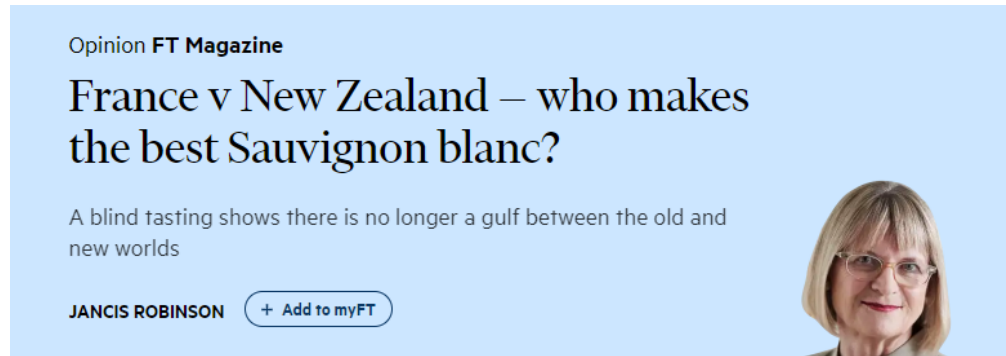 Opinion FT Magazine
France v New Zealand – who makes
the best Sauvignon blanc?
A blind tasting shows there is no longer a gulf between the old and
new worlds
JANCIS ROBINSON + Add to myFT